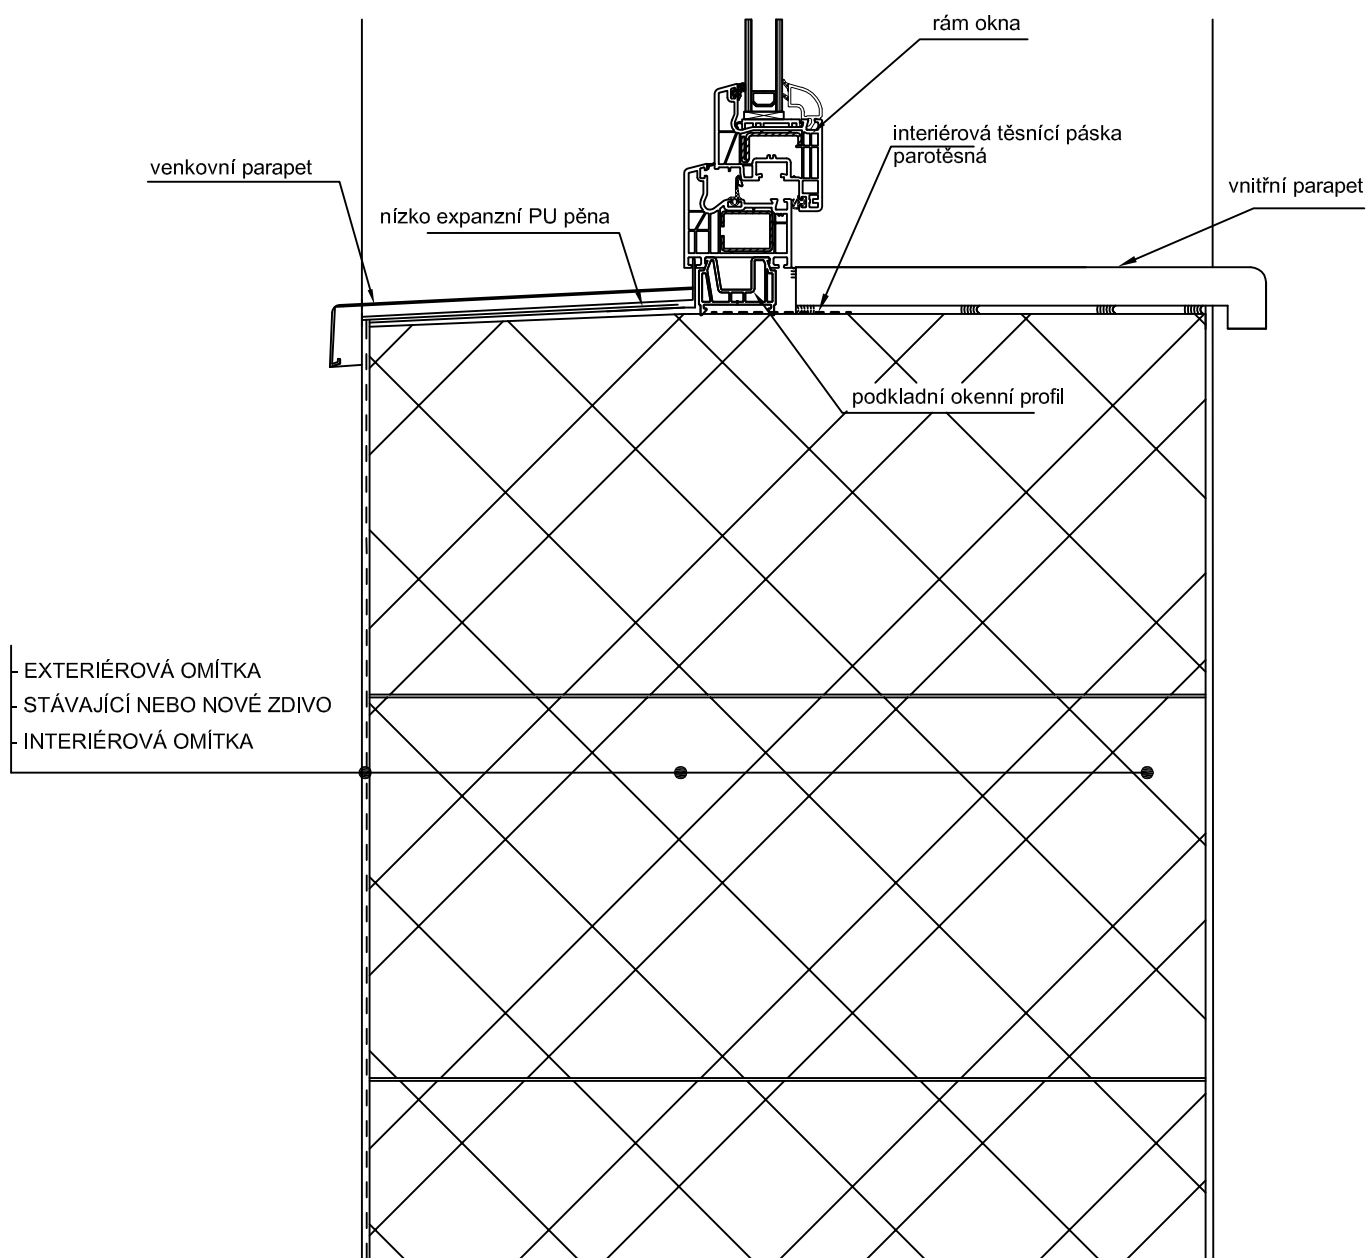 rám okna
interiérová těsnící páska
parotěsná
venkovní parapet
vnitřní parapet
nízko expanzní PU pěna
podkladní okenní profil
- EXTERIÉROVÁ OMÍTKA
- STÁVAJÍCÍ NEBO NOVÉ ZDIVO
- INTERIÉROVÁ OMÍTKA